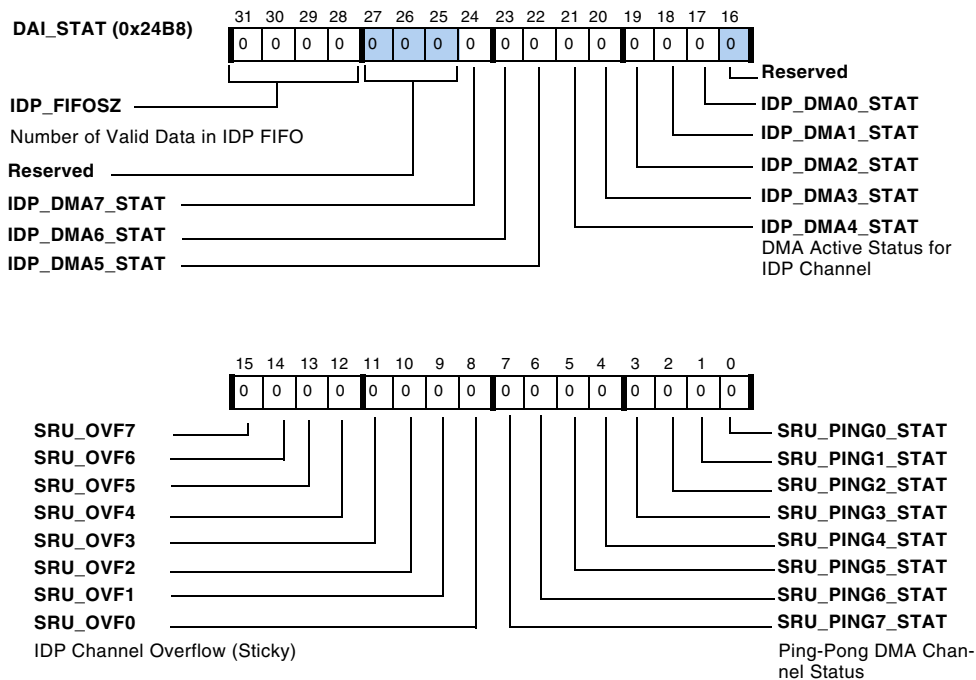 DAI_STAT (0x24B8)
31 30 29 28 27 26 25 24 23 22 21 20 19 18 17 16
0 0 0 0 0 0 0 0 0 0 0 0 0 0 0 0
Reserved
IDP_FIFOSZ
IDP_DMA0_STAT
Number of Valid Data in IDP FIFO
IDP_DMA1_STAT
Reserved
IDP_DMA2_STAT
IDP_DMA7_STAT
IDP_DMA3_STAT
IDP_DMA6_STAT
IDP_DMA4_STAT
IDP_DMA5_STAT
DMA Active Status for
IDP Channel
15 14 13 12 11 10 9 8 7 6 5 4 3 2 1 0
0 0 0 0 0 0 0 0 0 0 0 0 0 0 0 0
SRU_OVF7
SRU_OVF6
SRU_OVF5
SRU_OVF4
SRU_OVF3
SRU_OVF2
SRU_OVF1
SRU_OVF0
IDP Channel Overflow (Sticky)
SRU_PING0_STAT
SRU_PING1_STAT
SRU_PING2_STAT
SRU_PING3_STAT
SRU_PING4_STAT
SRU_PING5_STAT
SRU_PING6_STAT
SRU_PING7_STAT
Ping-Pong DMA Chan-
nel Status